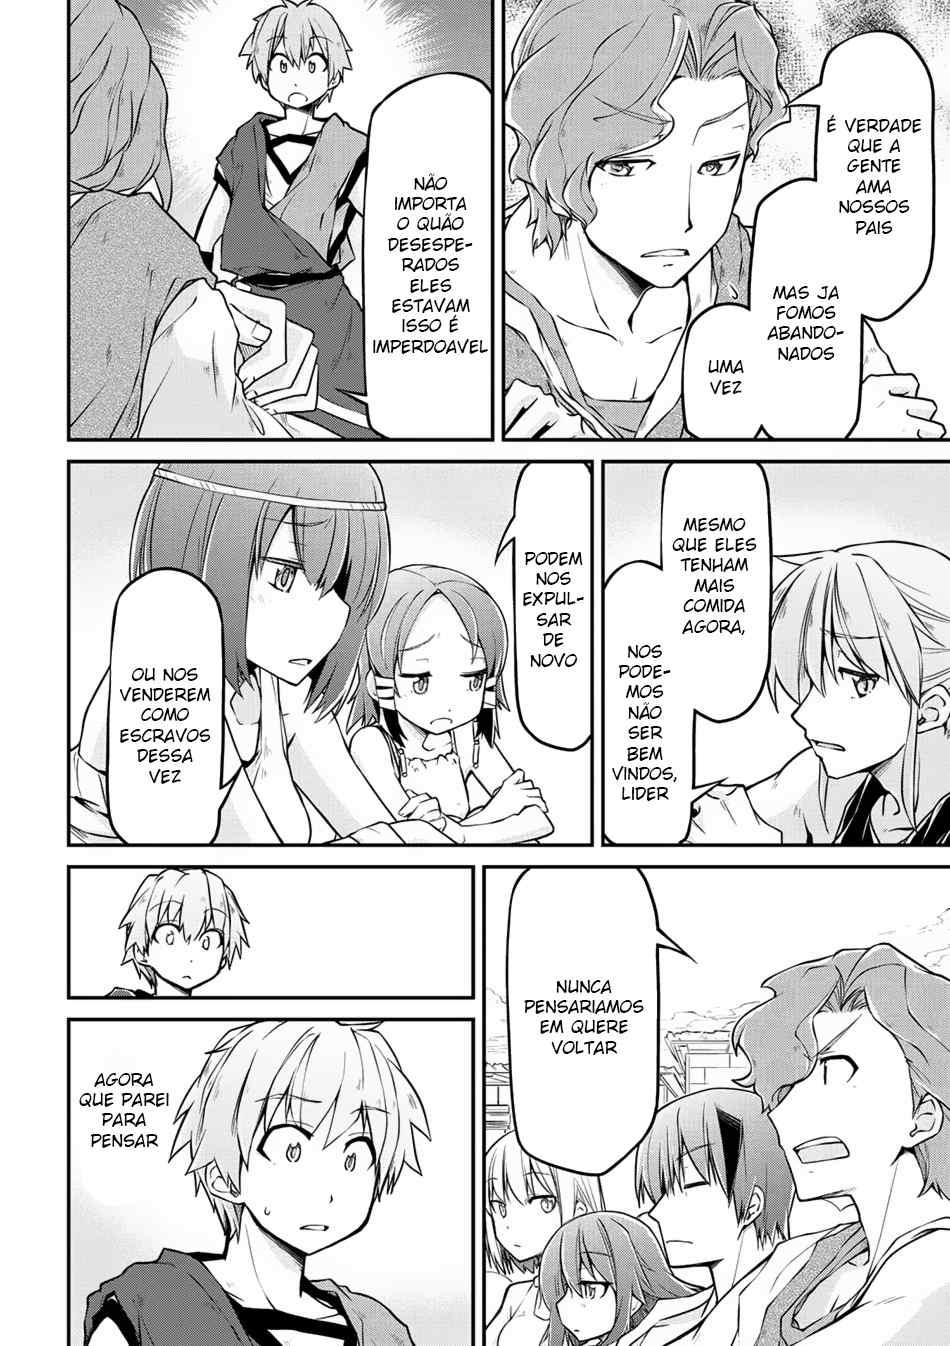 É VERDADE
QUE A
GENTE
AMA
NOSSOS
PAIS
MAS JA
FOMOS
ABANDO-
NADOS
UMA
VEZ
NÃO
IMPORTA
O QUÃO
DESESPE-
RADOS
ELES
ESTAVAM
ISSO É
IMPERDOAVEL
MESMO
QUE ELES
TENHAM
MAIS
COMIDA
AGORA,
NOS
PODE-
MOS
NÃO
SER
BEM
VINDOS,
LIDER
PODEM
NOS
EXPUL-
SAR
DE
NOVO
OU NOS
VENDEREM
COMO
ESCRAVOS
DESSA
VEZ
NUNCA
PENSARIAMOS
EM QUERE
VOLTAR
AGORA
QUE PAREI
PARA
PENSAR